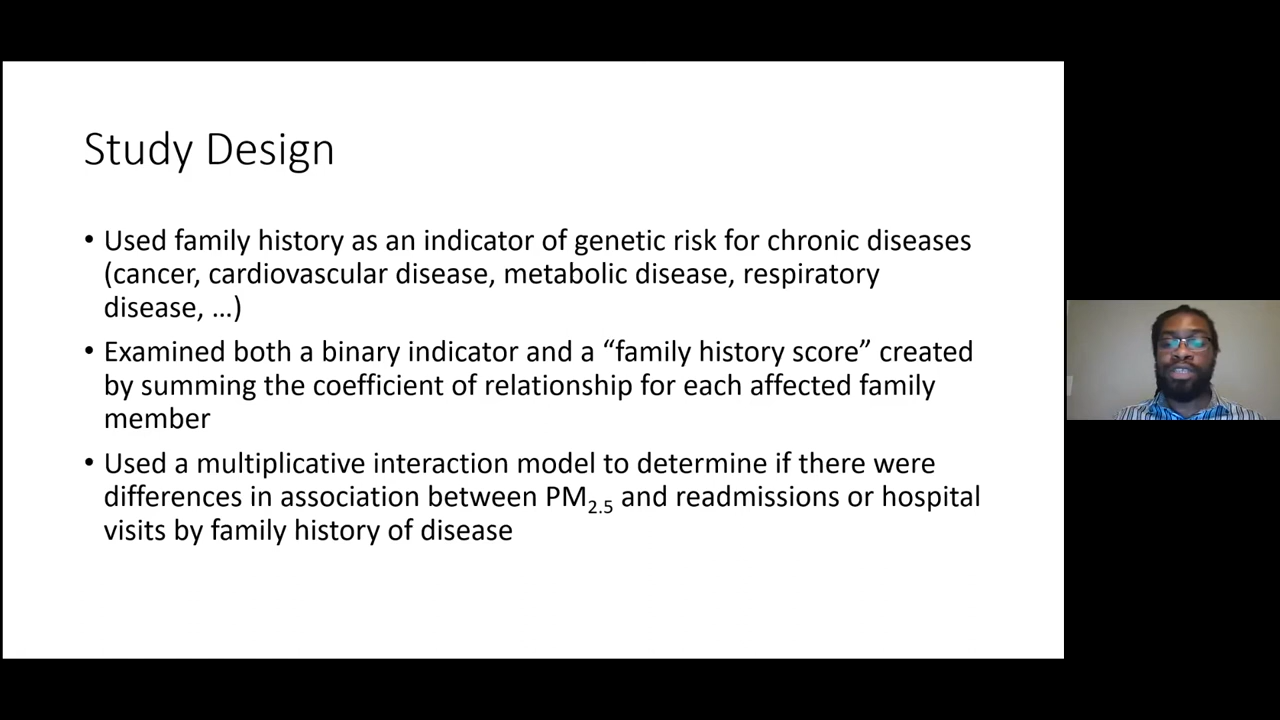 Study Design
• Used family history as an indicator of genetic risk for chronic diseases
(cancer, cardiovascular disease, metabolic disease, respiratory
disease, …)
• Examined both a binary indicator and a “family history score” created
by summing the coefficient of relationship for each affected family
member
• Used a multiplicative interaction model to determine if there were
differences in association between PM2.5 and readmissions or hospital
visits by family history of disease